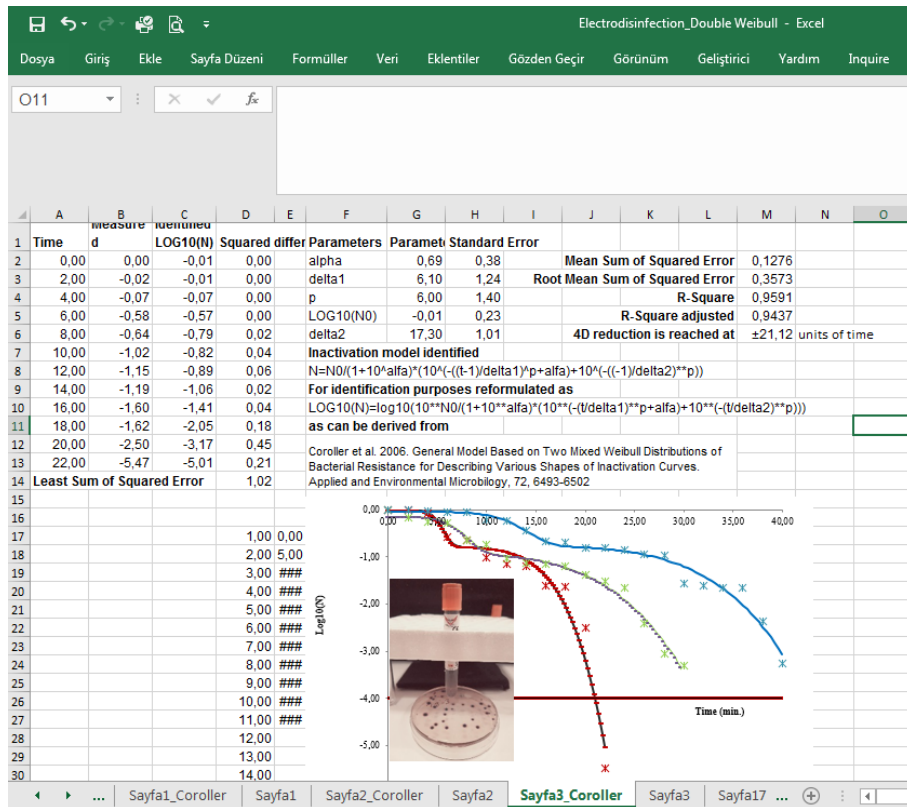 Electrodisinfection_Double Weibull - Excel
Dosya Giriş Ekle Sayfa Düzeni Formüller Veri Eklentiler Gözden Geçir Görünüm Geliştirici Yardım Inquire
O11 fx
A B C D E F G H I J K L M N O
1 Time Measured Identified LOG10(N) Squared differ Parameters Paramet Standard Error
2 0,00 0,00 -0,01 0,00 alpha 0,69 0,38 Mean Sum of Squared Error 0,1276
3 2,00 -0,02 -0,01 0,00 delta1 6,10 1,24 Root Mean Sum of Squared Error 0,3573
4 4,00 -0,07 -0,07 0,00 p 6,00 1,40 R-Square 0,9591
5 6,00 -0,58 -0,57 0,00 LOG10(N0) -0,01 0,23 R-Square adjusted 0,9437
6 8,00 -0,64 -0,79 0,02 delta2 17,30 1,01 4D reduction is reached at ±21,12 units of time
7 10,00 -1,02 -0,82 0,04 Inactivation model identified
8 12,00 -1,15 -0,89 0,06 N=N0/(1+10^alfa)*(10^(-((t-1)/delta1)^p+alfa)+10^(-((-1)/delta2)**p))
9 14,00 -1,19 -1,06 0,02 For identification purposes reformulated as
10 16,00 -1,60 -1,41 0,04 LOG10(N)=log10(10**N0/(1+10**alfa)*(10**(-(t/delta1)**p+alfa)+10**(-(t/delta2)**p)))
11 18,00 -1,62 -2,05 0,18 as can be derived from
12 20,00 -2,50 -3,17 0,45
Coroller et al. 2006. General Model Based on Two Mixed Weibull Distributions of
13 22,00 -5,47 -5,01 0,21 Bacterial Resistance for Describing Various Shapes of Inactivation Curves.
14 Least Sum of Squared Error 1,02 Applied and Environmental Microbilogy, 72, 6493-6502
15
16
17 1,00 0,00
18 2,00 5,00
19 3,00 ###
20 4,00 ###
21 5,00 ###
22 6,00 ###
23 7,00 ###
24 8,00 ###
25 9,00 ###
26 10,00 ###
27 11,00 ###
28 12,00
29 13,00
30 14,00
0,00
0,00 5,00 10,00 15,00 20,00 25,00 30,00 35,00 40,00
-1,00
-2,00
Log10(N)
-3,00
-4,00
Time (min.)
-5,00
... Sayfa1_Coroller Sayfa1 Sayfa2_Coroller Sayfa2 Sayfa3_Coroller Sayfa3 Sayfa17 ...